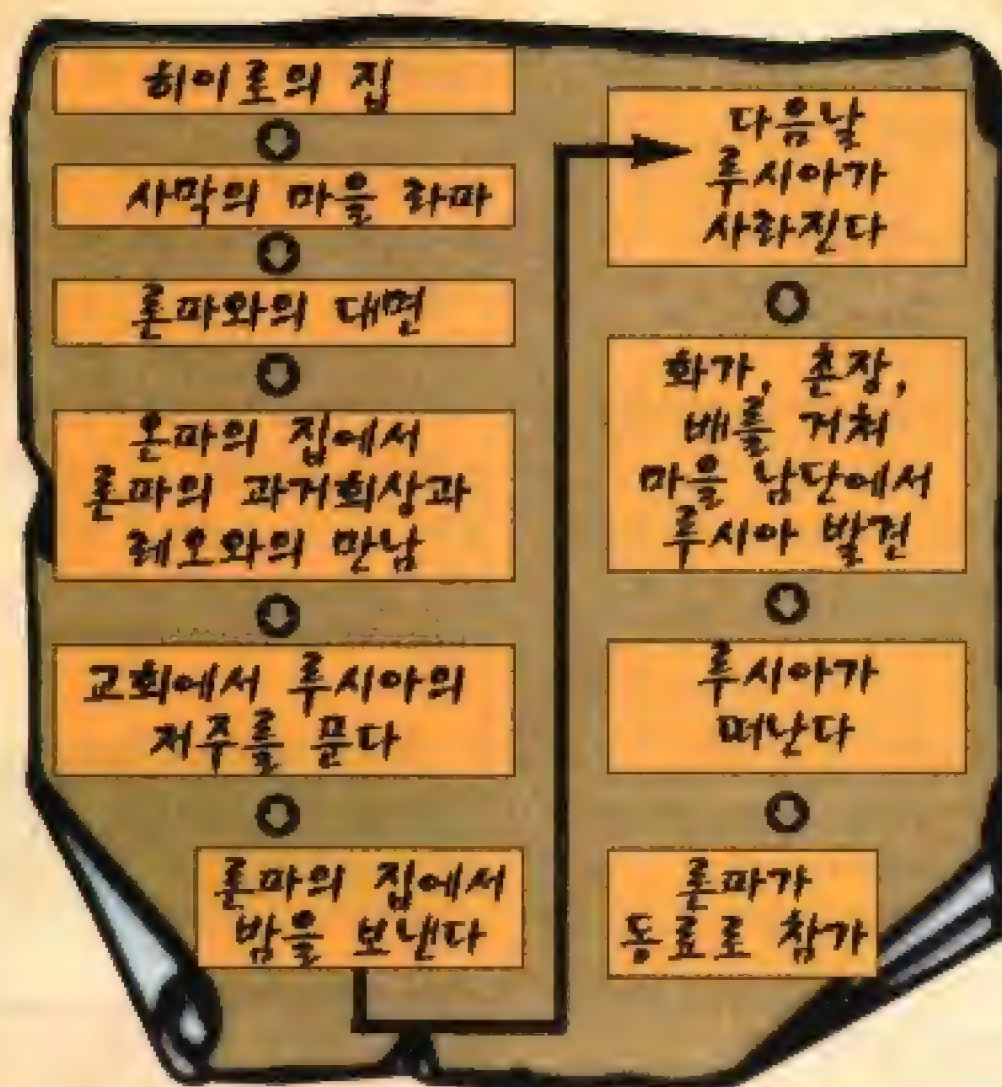 히이로의 집
사막의 마을 라파
론파와의 대면
론파의 집에서
론파의 과거회상과
레오와의 만남
교회에서 루시아의
저주를 푼다
론파의 집에서
밤을 보낸다
다음날
루시아가
사라진다
화가, 촌장,
배를 거쳐
마을 남단에서
루시아 발견
루시아가
떠난다
론파가
동료로 참가